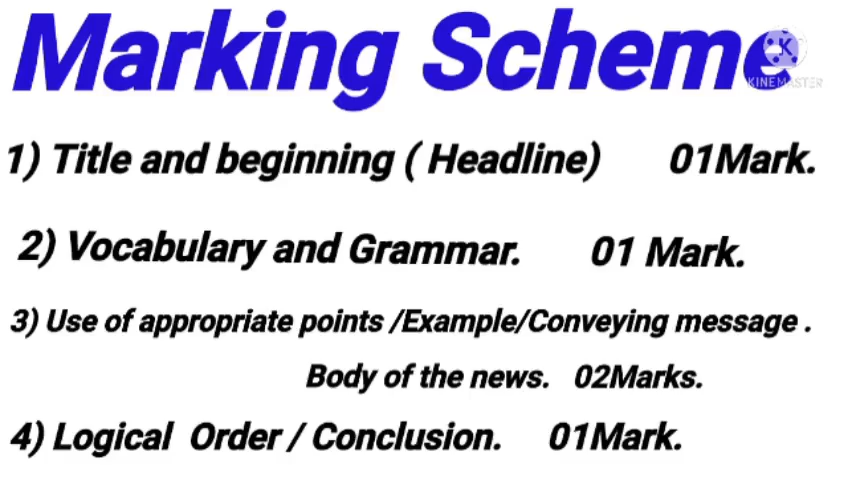 Marking Scheme
KINEMASTER
1) Title and beginning ( Headline) 01Mark.
2) Vocabulary and Grammar. 01 Mark.
3) Use of appropriate points /Example/Conveying message .
Body of the news. 02Marks.
4) Logical Order / Conclusion. 01Mark.